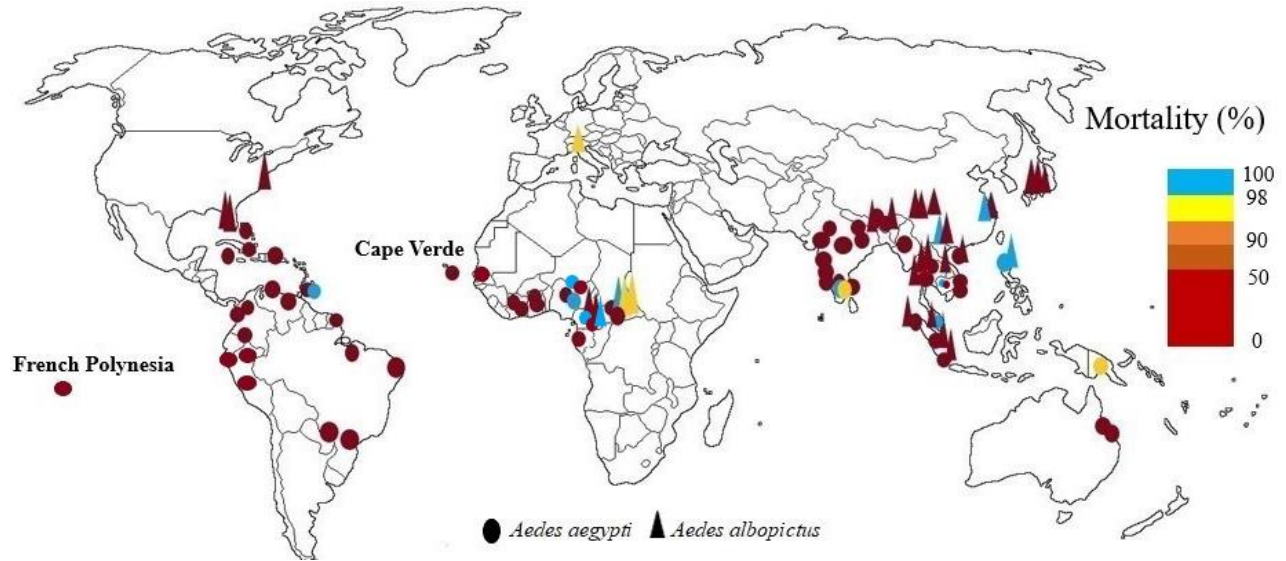 Mortality (%)
100
98
90
50
0
Cape Verde
French Polynesia
Aedes aegypti
Aedes albopictus